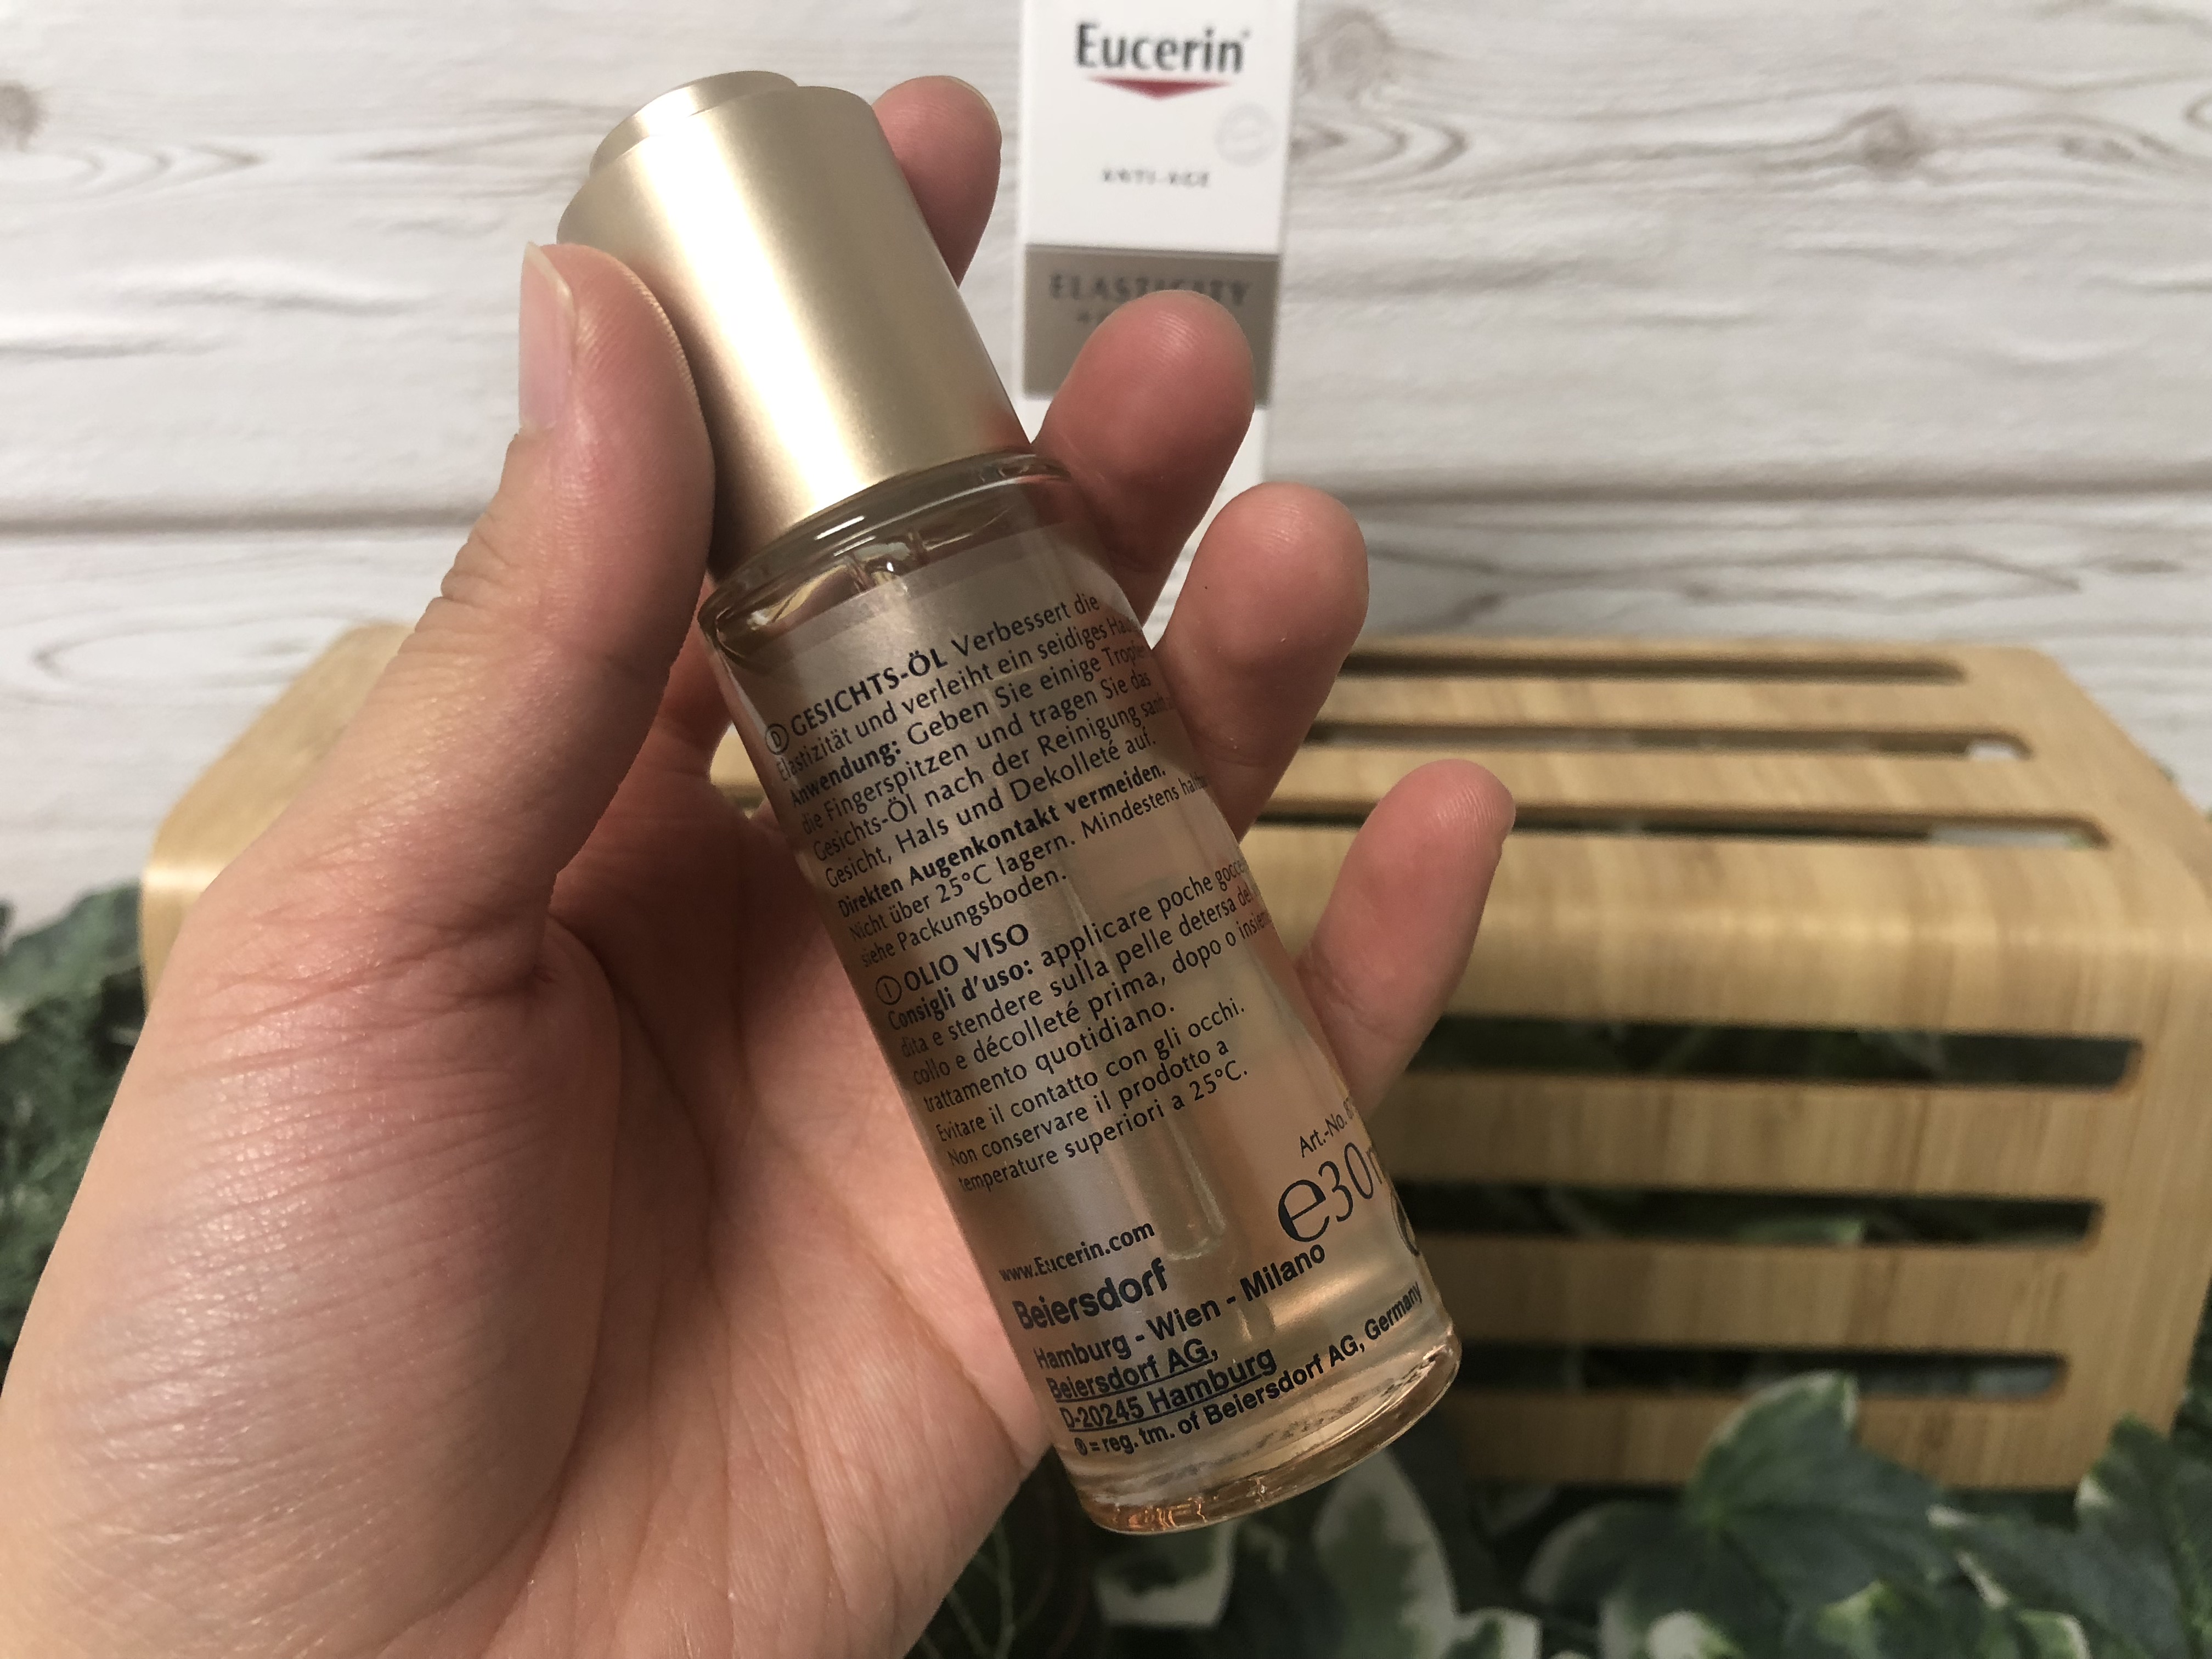 Eucerin
ANTI-AGE
ELASTICITY
Ⓓ GESICHTS-ÖL Verbessert die
Elastizität und verleiht ein seidiges
Anwendung: Geben Sie einige Tropfen
die Fingerspitzen und tragen Sie das
Gesichts-Öl nach der Reinigung
Gesicht, Hals und Dekolleté auf.
Direkten Augenkontakt vermeiden.
Nicht über 25°C lagern. Mindestens
siehe Packungsboden.
Ⓘ OLIO VISO
Consigli d'uso: applicare poche
dita e stendere sulla pelle detersa
collo e décolleté prima, dopo o
trattamento quotidiano.
Evitare il contatto con gli occhi.
Non conservare il prodotto a
temperature superiori a 25°C.
Art.-No.
℮30
www.Eucerin.com
Beiersdorf
Hamburg - Wien - Milano
Beiersdorf AG,
D-20245 Hamburg
® = reg. tm. of Beiersdorf AG, Germany